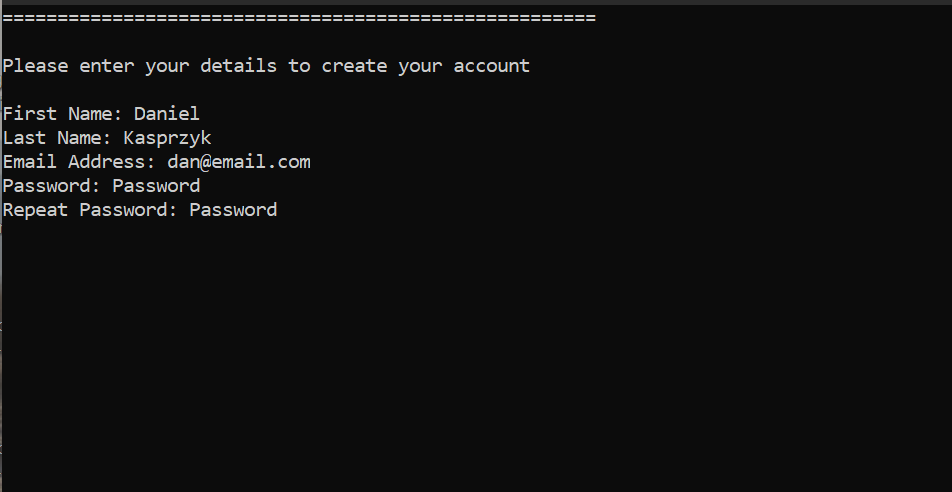 ======================================================
Please enter your details to create your account
First Name: Daniel
Last Name: Kasprzyk
Email Address: dan@email.com
Password: Password
Repeat Password: Password